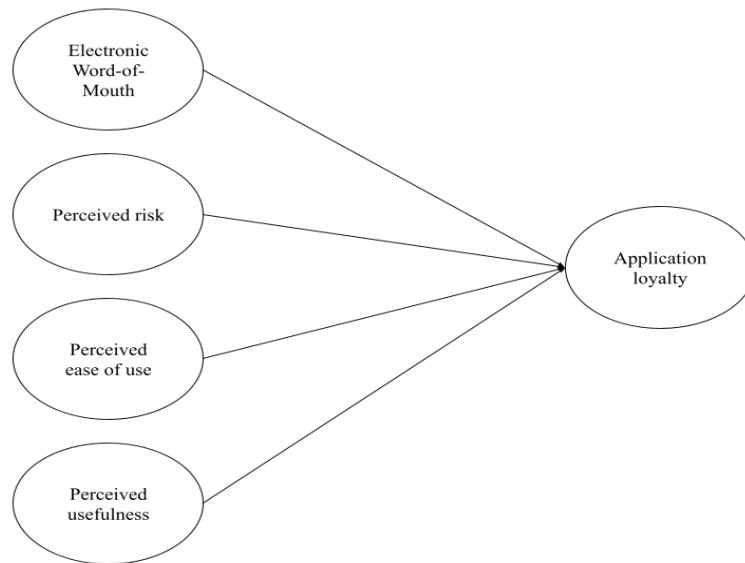 Electronic
Word-of-
Mouth
Perceived risk
Application
loyalty
Perceived
ease of use
Perceived
usefulness